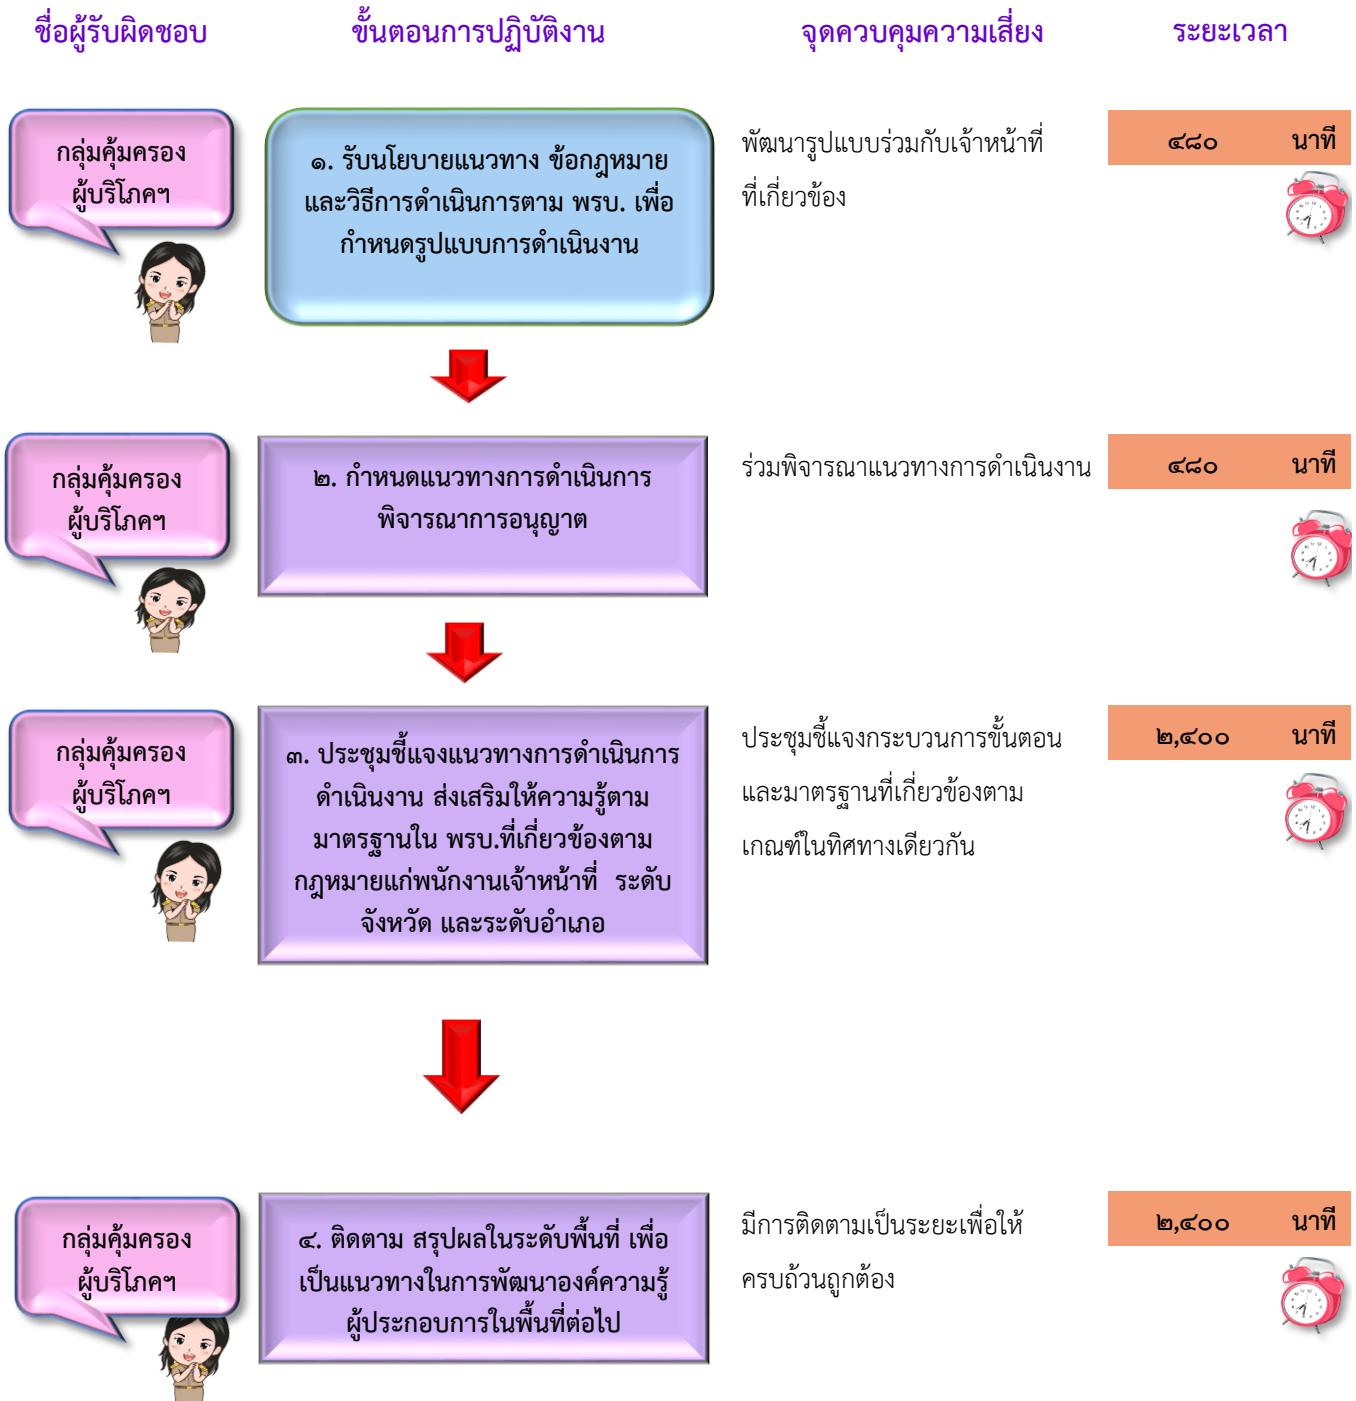 ชื่อผู้รับผิดชอบ ขั้นตอนการปฏิบัติงาน จุดควบคุมความเสี่ยง ระยะเวลา
กลุ่มคุ้มครอง
ผู้บริโภคฯ
๑. รับนโยบายแนวทาง ข้อกฎหมาย
และวิธีการดำเนินการตาม พรบ. เพื่อ
กำหนดรูปแบบการดำเนินงาน
พัฒนารูปแบบร่วมกับเจ้าหน้าที่
ที่เกี่ยวข้อง
๔๘๐ นาที
กลุ่มคุ้มครอง
ผู้บริโภคฯ
๒. กำหนดแนวทางการดำเนินการ
พิจารณาการอนุญาต
ร่วมพิจารณาแนวทางการดำเนินงาน
๔๘๐ นาที
กลุ่มคุ้มครอง
ผู้บริโภคฯ
๓. ประชุมชี้แจงแนวทางการดำเนินการ
ดำเนินงาน ส่งเสริมให้ความรู้ตาม
มาตรฐานใน พรบ.ที่เกี่ยวข้องตาม
กฎหมายแก่พนักงานเจ้าหน้าที่ ระดับ
จังหวัด และระดับอำเภอ
ประชุมชี้แจงกระบวนการขั้นตอน
และมาตรฐานที่เกี่ยวข้องตาม
เกณฑ์ในทิศทางเดียวกัน
๒,๔๐๐ นาที
กลุ่มคุ้มครอง
ผู้บริโภคฯ
๔. ติดตาม สรุปผลในระดับพื้นที่ เพื่อ
เป็นแนวทางในการพัฒนาองค์ความรู้
ผู้ประกอบการในพื้นที่ต่อไป
มีการติดตามเป็นระยะเพื่อให้
ครบถ้วนถูกต้อง
๒,๔๐๐ นาที